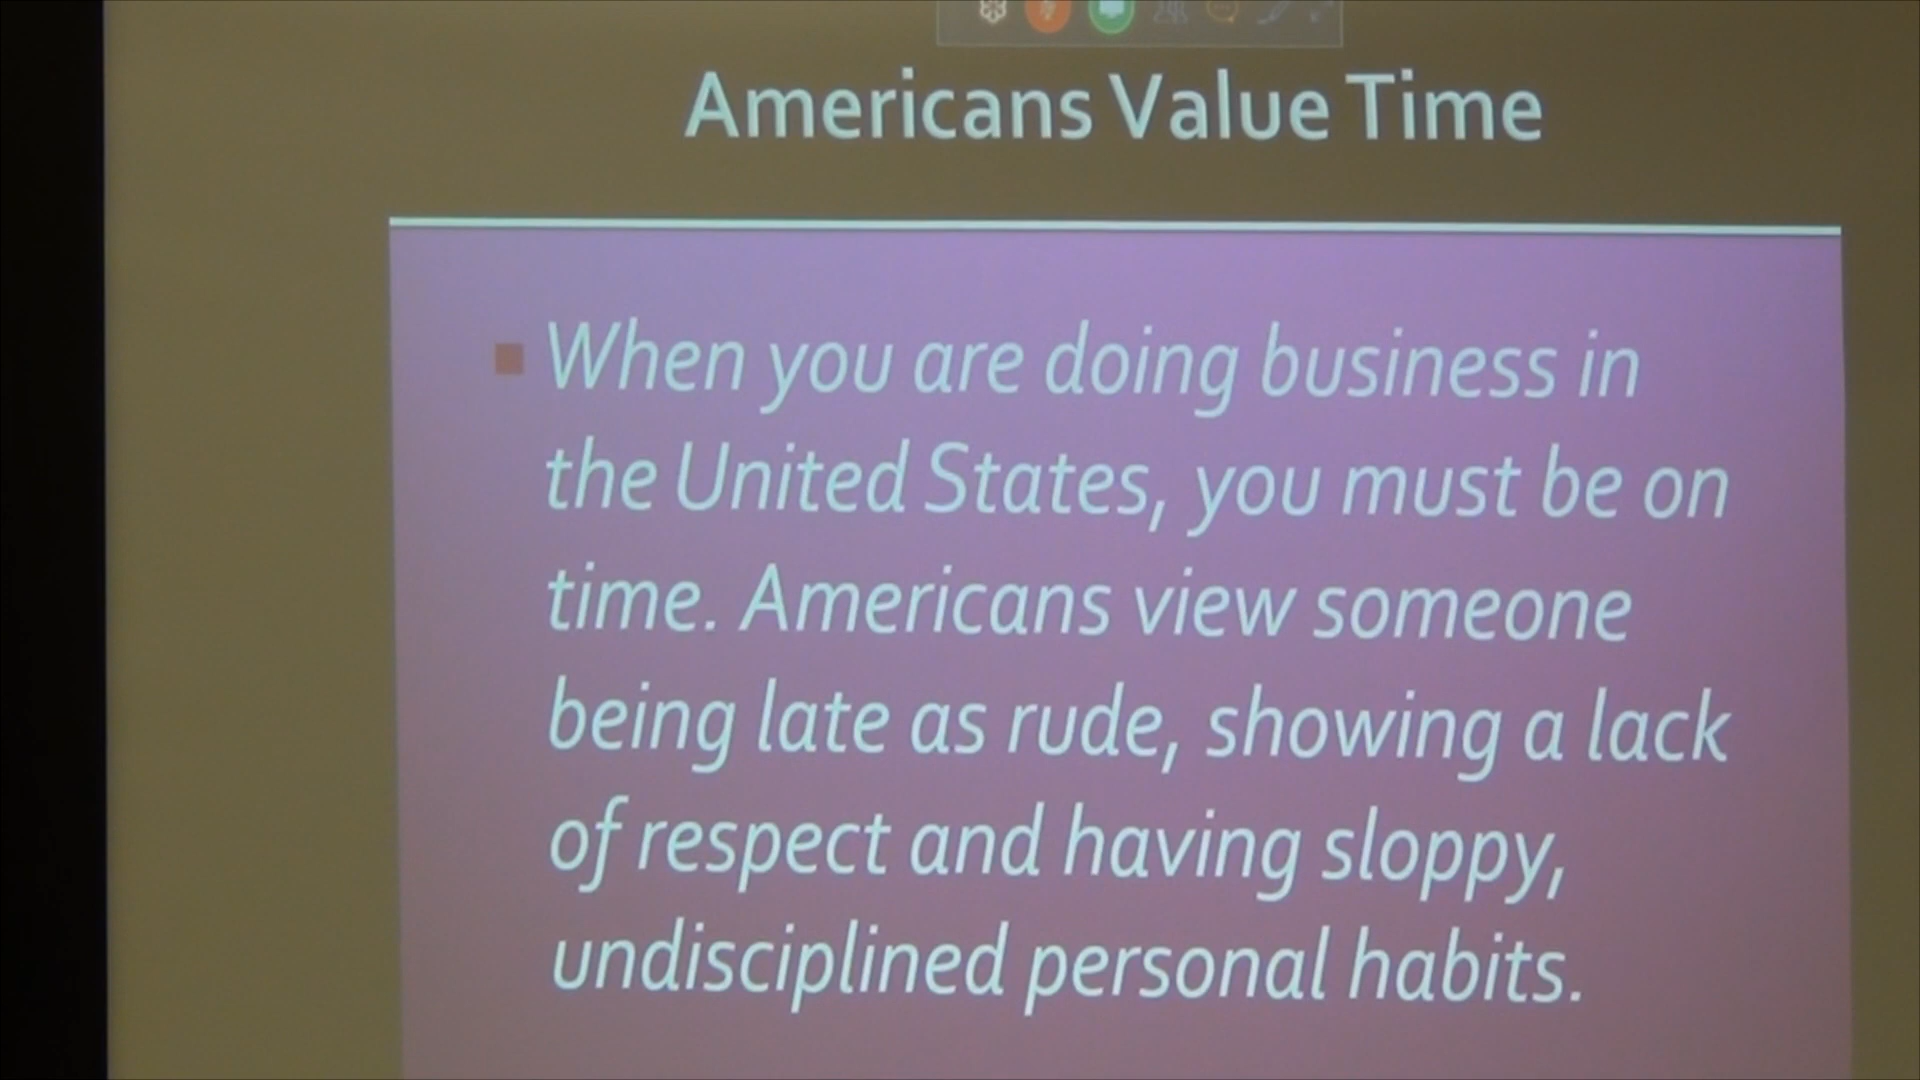 Americans Value Time
When you are doing business in
the United States, you must be on
time. Americans view someone
being late as rude, showing a lack
of respect and having sloppy,
undisciplined personal habits.